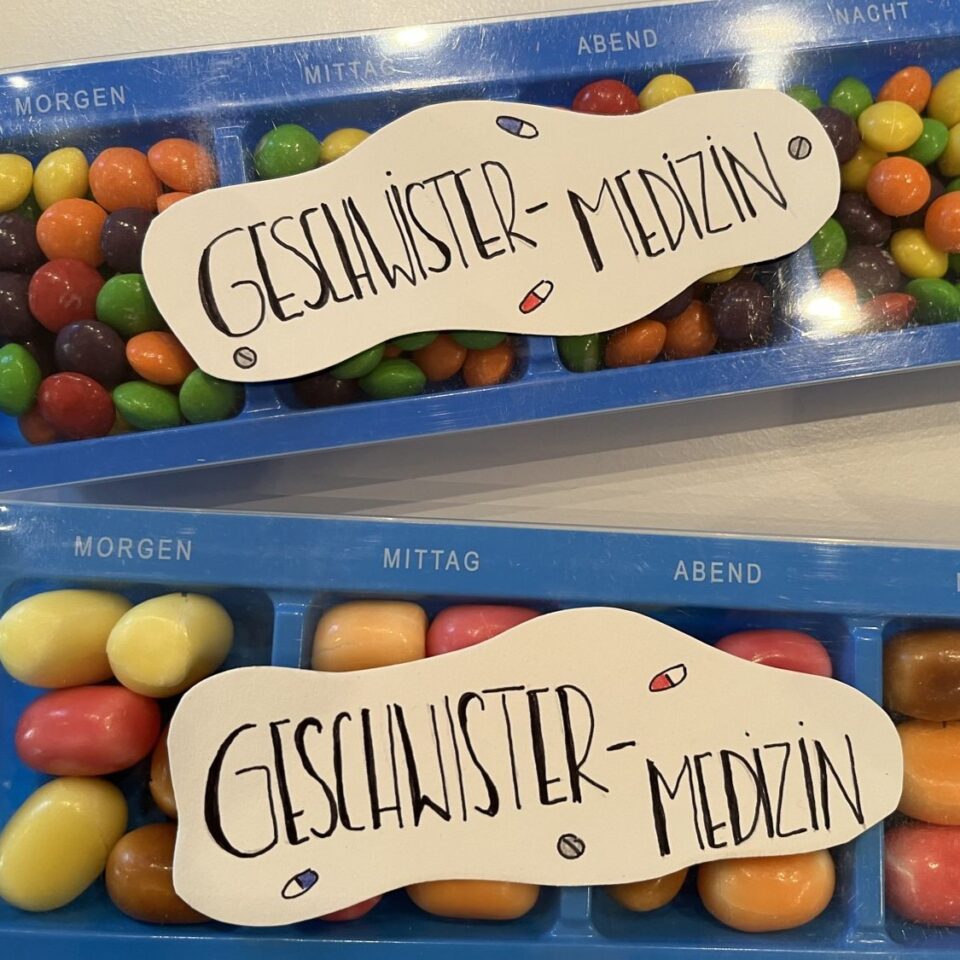 MORGEN
MITTAG
ABEND
NACHT
GESCHWISTER-MEDIZIN
MORGEN
MITTAG
ABEND
GESCHWISTER-
MEDIZIN